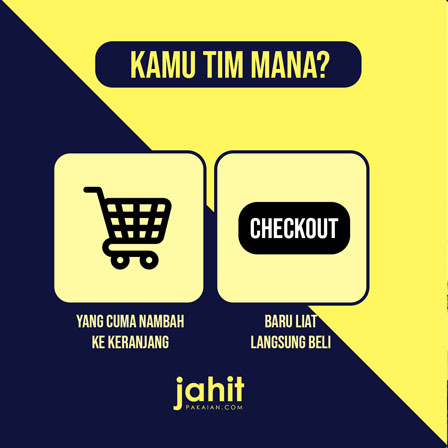 KAMU TIM MANA?
CHECKOUT
YANG CUMA NAMBAH
KE KERANJANG
BARU LIAT
LANGSUNG BELI
jahit
PAKAIAN.COM